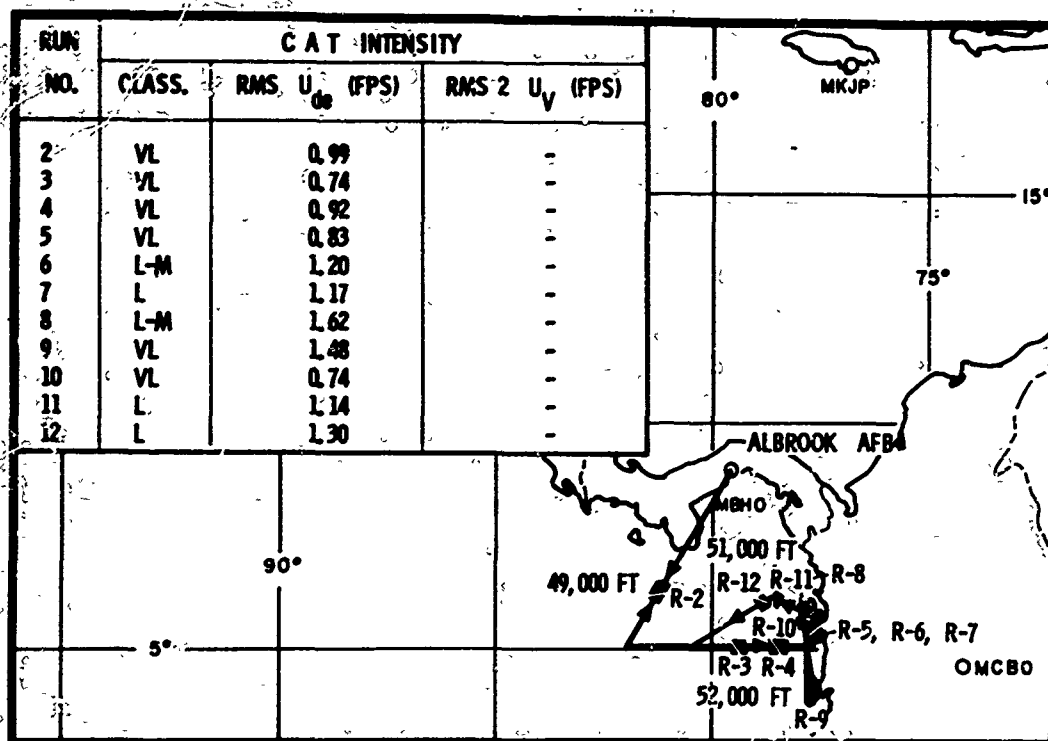 RUN NO. CAT INTENSITY
CLASS. RMS Ude (FPS) RMS 2 UV (FPS)
2 VL 0.99 -
3 VL 0.74 -
4 VL 0.92 -
5 VL 0.83 -
6 L-M 1.20 -
7 L 1.17 -
8 L-M 1.62 -
9 VL 1.48 -
10 VL 0.74 -
11 L 1.14 -
12 L 1.30 -
MKJP
80°
15°
75°
ALBROOK AFB
MBHO
90°
51,000 FT
49,000 FT
R-2
R-12 R-11 R-8
R-10
R-5, R-6, R-7
5°
R-3 R-4
MCBO
52,000 FT
R-9